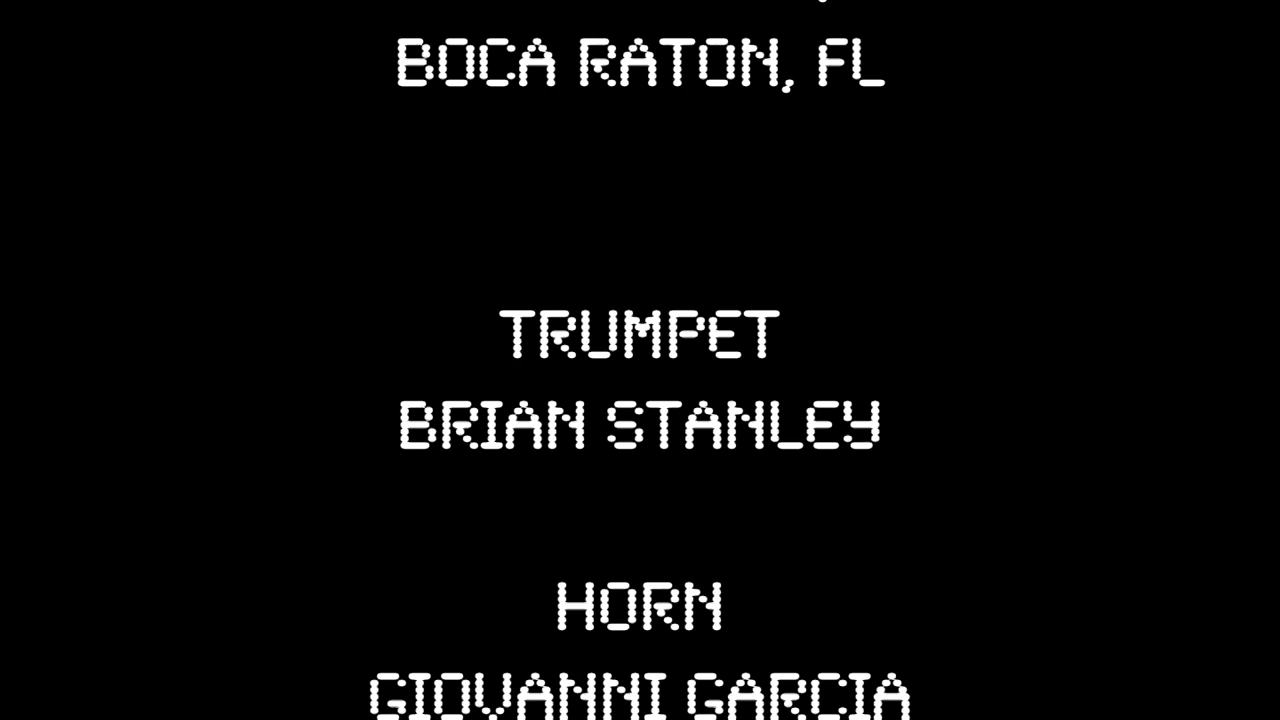 BOCA RATON, FL
TRUMPET
BRIAN STANLEY
HORN
GIOVANNI GARCIA